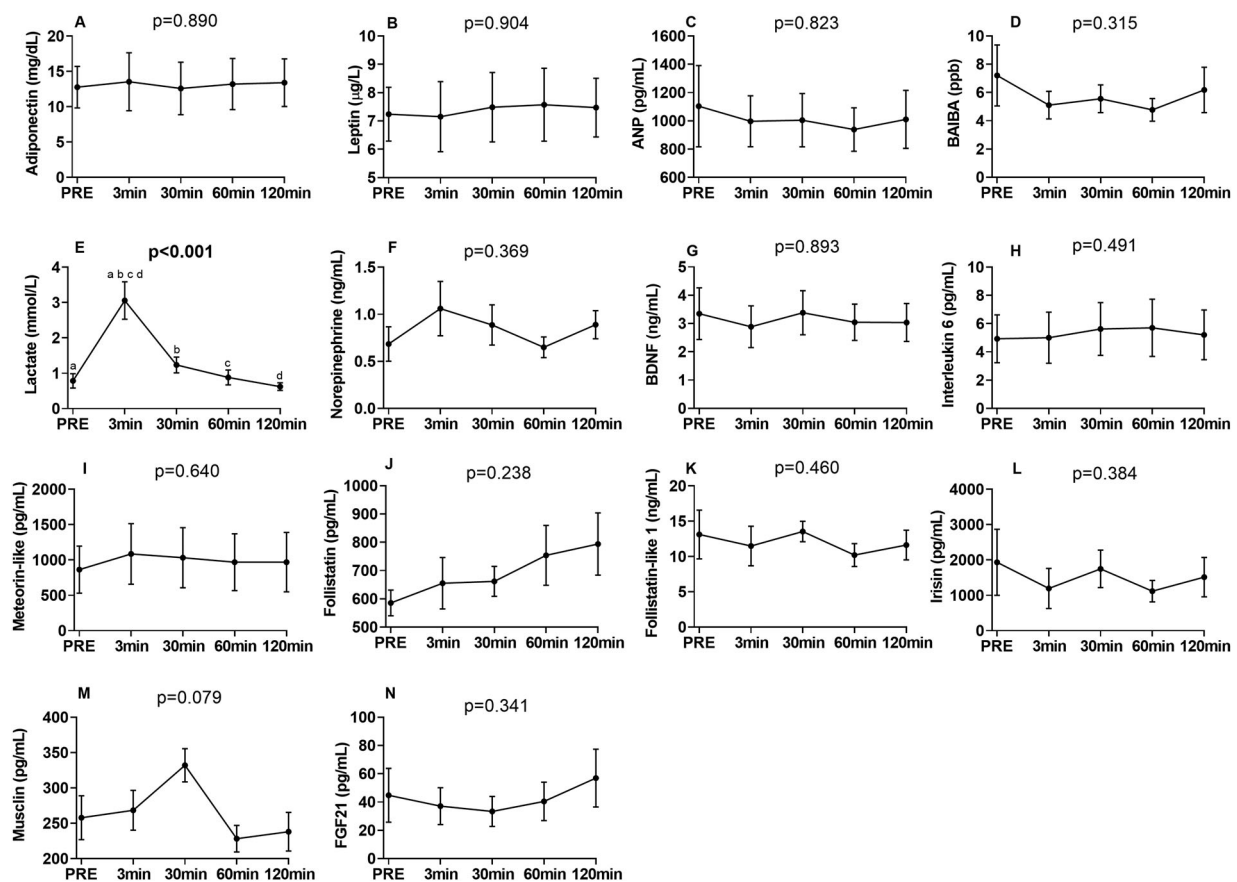 A
p=0.890
Adiponectin (mg/dL)
20
15
10
5
0
PRE 3min 30min 60min 120min
B
p=0.904
Leptin (µg/L)
9
8
7
6
5
PRE 3min 30min 60min 120min
C
p=0.823
ANP (pg/mL)
1600
1400
1200
1000
800
600
PRE 3min 30min 60min 120min
D
p=0.315
BAIBA (ppb)
10
8
6
4
2
0
PRE 3min 30min 60min 120min
E
p<0.001
Lactate (mmol/L)
4
3
2
1
0
a b c d
a
b
c
d
PRE 3min 30min 60min 120min
F
p=0.369
Norepinephrine (ng/mL)
1.5
1.0
0.5
0.0
PRE 3min 30min 60min 120min
G
p=0.893
BDNF (ng/mL)
5
4
3
2
1
0
PRE 3min 30min 60min 120min
H
p=0.491
Interleukin 6 (pg/mL)
10
8
6
4
2
0
PRE 3min 30min 60min 120min
I
p=0.640
Meteorin-like (pg/mL)
2000
1500
1000
500
0
PRE 3min 30min 60min 120min
J
p=0.238
Follistatin (pg/mL)
1000
900
800
700
600
500
PRE 3min 30min 60min 120min
K
p=0.460
Follistatin-like 1 (ng/mL)
20
15
10
5
0
PRE 3min 30min 60min 120min
L
p=0.384
Irisin (pg/mL)
4000
3000
2000
1000
0
PRE 3min 30min 60min 120min
M
p=0.079
Musclin (pg/mL)
400
350
300
250
200
PRE 3min 30min 60min 120min
N
p=0.341
FGF21 (pg/mL)
100
80
60
40
20
0
PRE 3min 30min 60min 120min